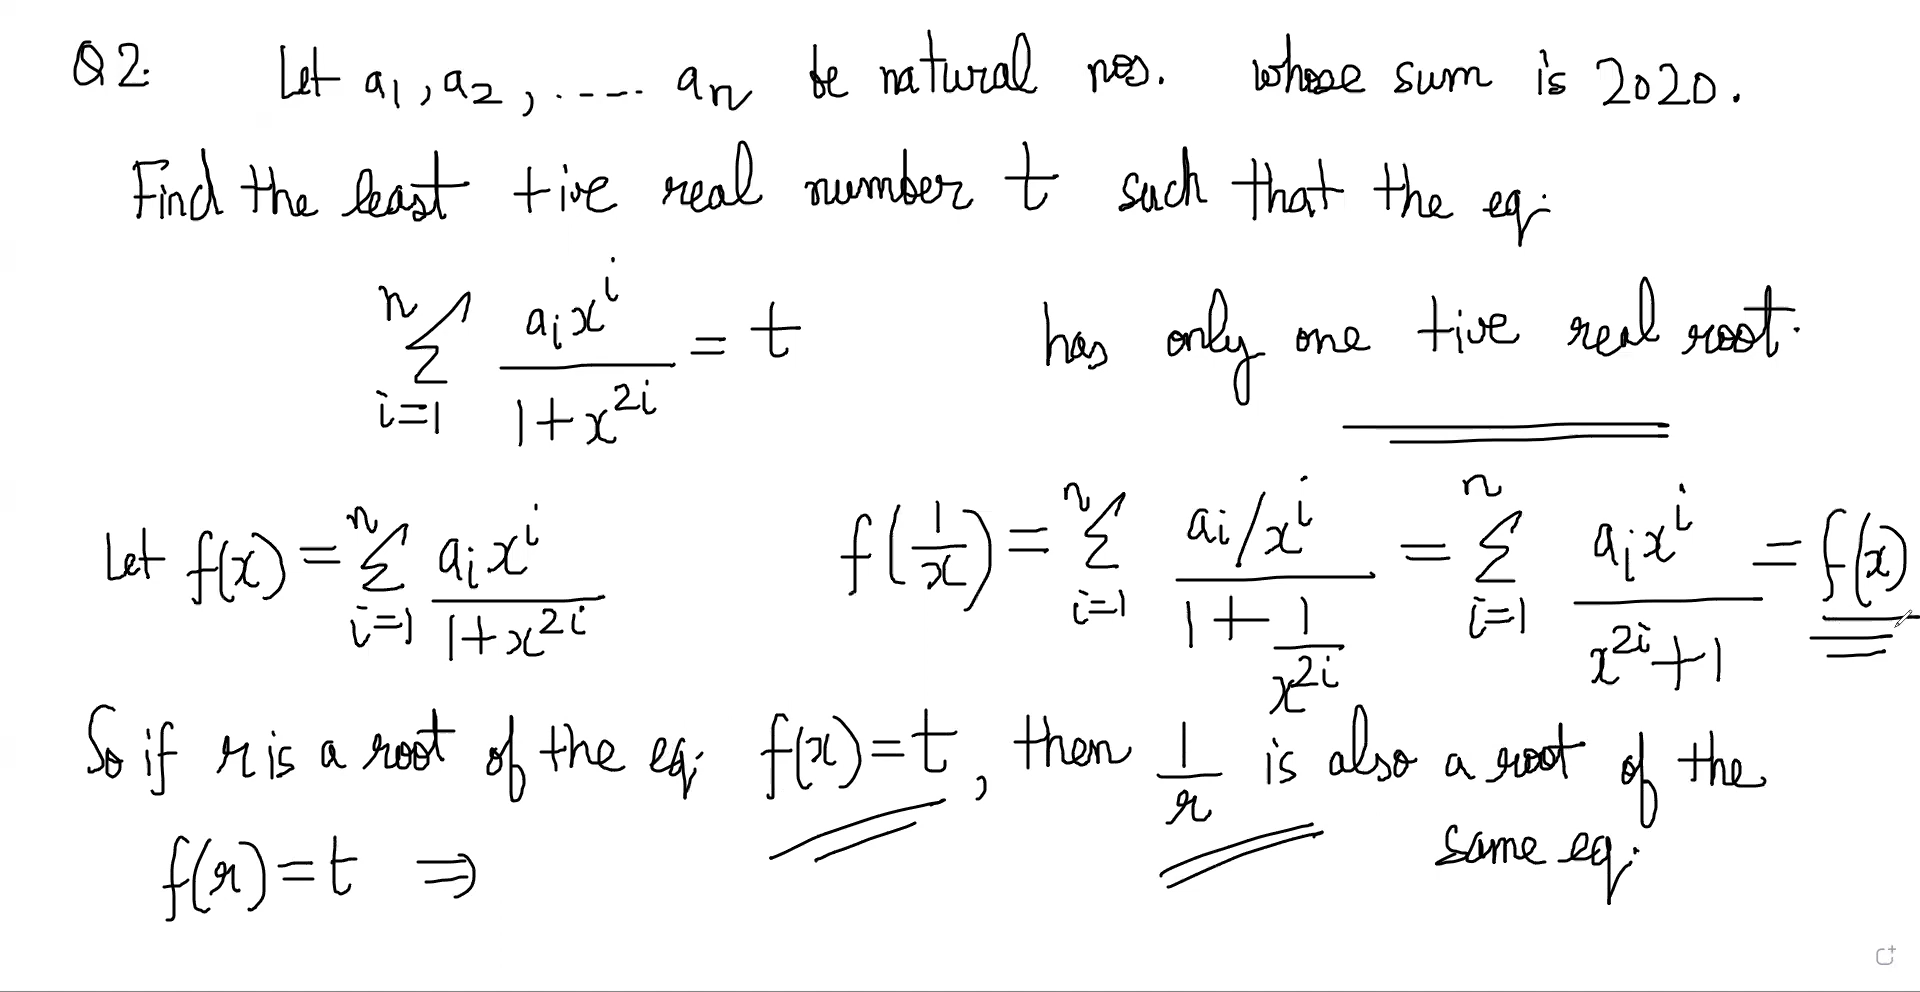 Q2. Let a₁, a₂, ..... aₙ be natural nos. whose sum is 2020.
Find the least +ive real number t such that the eq.
∑ᵢ₌₁ⁿ aᵢxⁱ / (1+x²ⁱ) = t has only one +ive real root.
Let f(x) = ∑ᵢ₌₁ⁿ aᵢxⁱ / (1+x²ⁱ) f(1/x) = ∑ᵢ₌₁ⁿ (aᵢ/xⁱ) / (1+1/x²ⁱ) = ∑ᵢ₌₁ⁿ aᵢxⁱ / (x²ⁱ+1) = f(x)
So if r is a root of the eq. f(x)=t, then 1/r is also a root of the
same eq.
f(r)=t ⇒